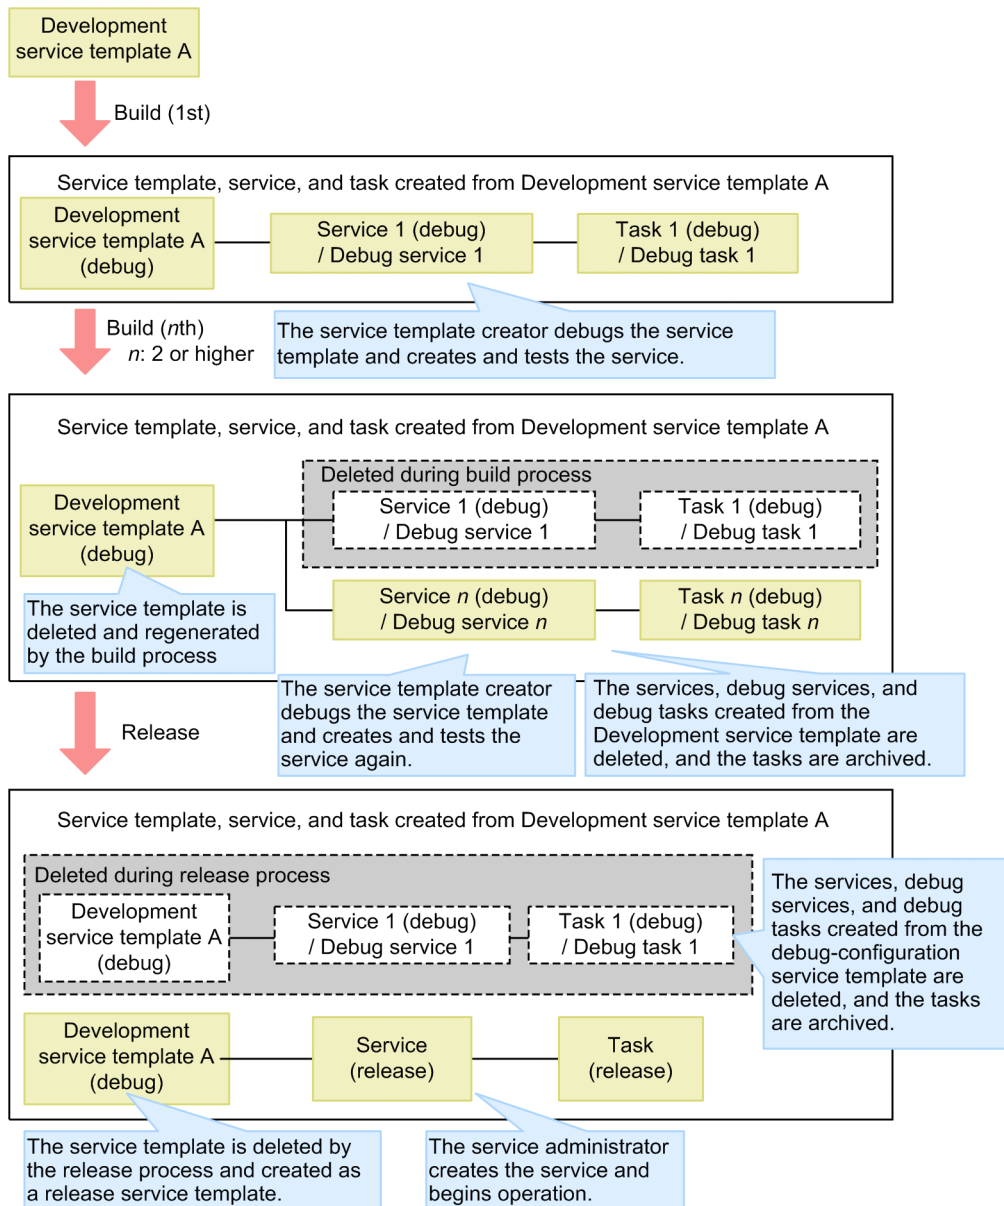 Development
service template A
Build (1st)
Service template, service, and task created from Development service template A
Development
service template A
(debug)
Service 1 (debug)
/ Debug service 1
Task 1 (debug)
/ Debug task 1
The service template creator debugs the service
template and creates and tests the service.
Build (nth)
n: 2 or higher
Service template, service, and task created from Development service template A
Deleted during build process
Development
service template A
(debug)
Service 1 (debug)
/ Debug service 1
Task 1 (debug)
/ Debug task 1
Service n (debug)
/ Debug service n
Task n (debug)
/ Debug task n
The service template is
deleted and regenerated
by the build process
The service template creator
debugs the service template
and creates and tests the
service again.
The services, debug services, and
debug tasks created from the
Development service template are
deleted, and the tasks are archived.
Release
Service template, service, and task created from Development service template A
Deleted during release process
Development
service template A
(debug)
Service 1 (debug)
/ Debug service 1
Task 1 (debug)
/ Debug task 1
The services, debug
services, and debug
tasks created from the
debug-configuration
service template are
deleted, and the tasks
are archived.
Development
service template A
(debug)
Service
(release)
Task
(release)
The service template is deleted by
the release process and created as
a release service template.
The service administrator
creates the service and
begins operation.